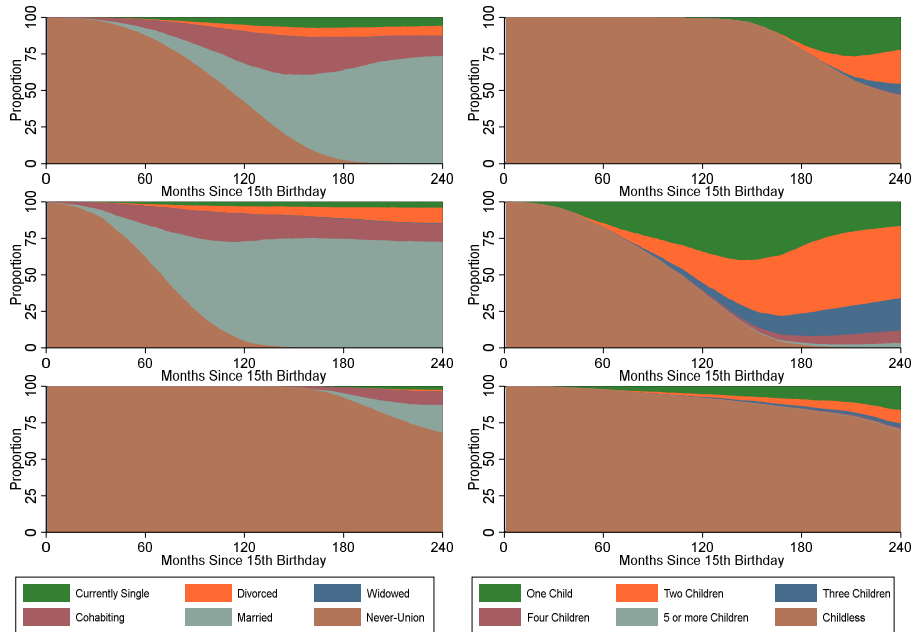 100
75
50
25
0
Proportion
0 60 120 180 240
Months Since 15th Birthday
100
75
50
25
0
Proportion
0 60 120 180 240
Months Since 15th Birthday
100
75
50
25
0
Proportion
0 60 120 180 240
Months Since 15th Birthday
100
75
50
25
0
Proportion
0 60 120 180 240
Months Since 15th Birthday
100
75
50
25
0
Proportion
0 60 120 180 240
Months Since 15th Birthday
100
75
50
25
0
Proportion
0 60 120 180 240
Months Since 15th Birthday
Currently Single Divorced Widowed
Cohabiting Married Never-Union
One Child Two Children Three Children
Four Children 5 or more Children Childless